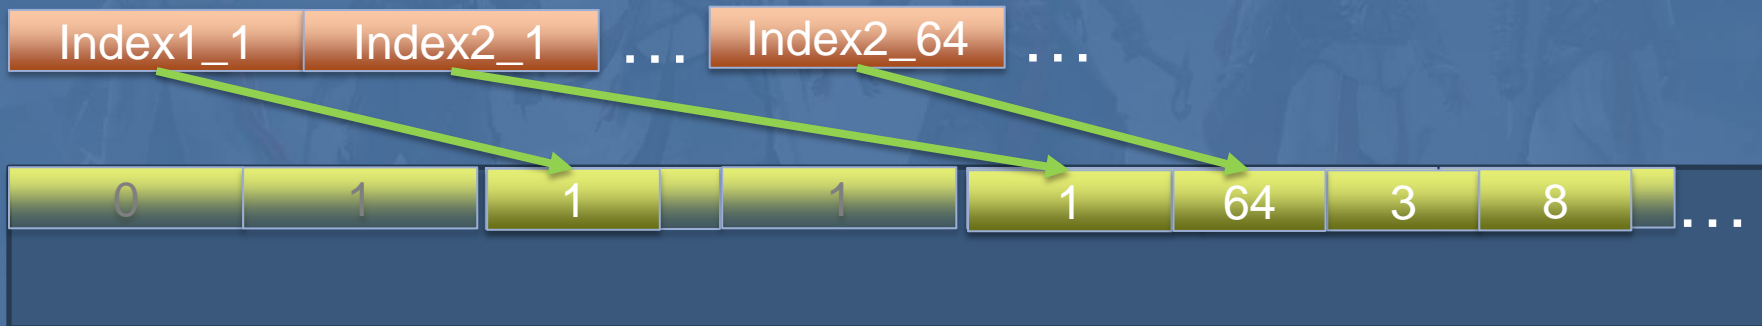 Index1_1 Index2_1 ... Index2_64 ...
0 1 1 1 1 64 3 8 ...